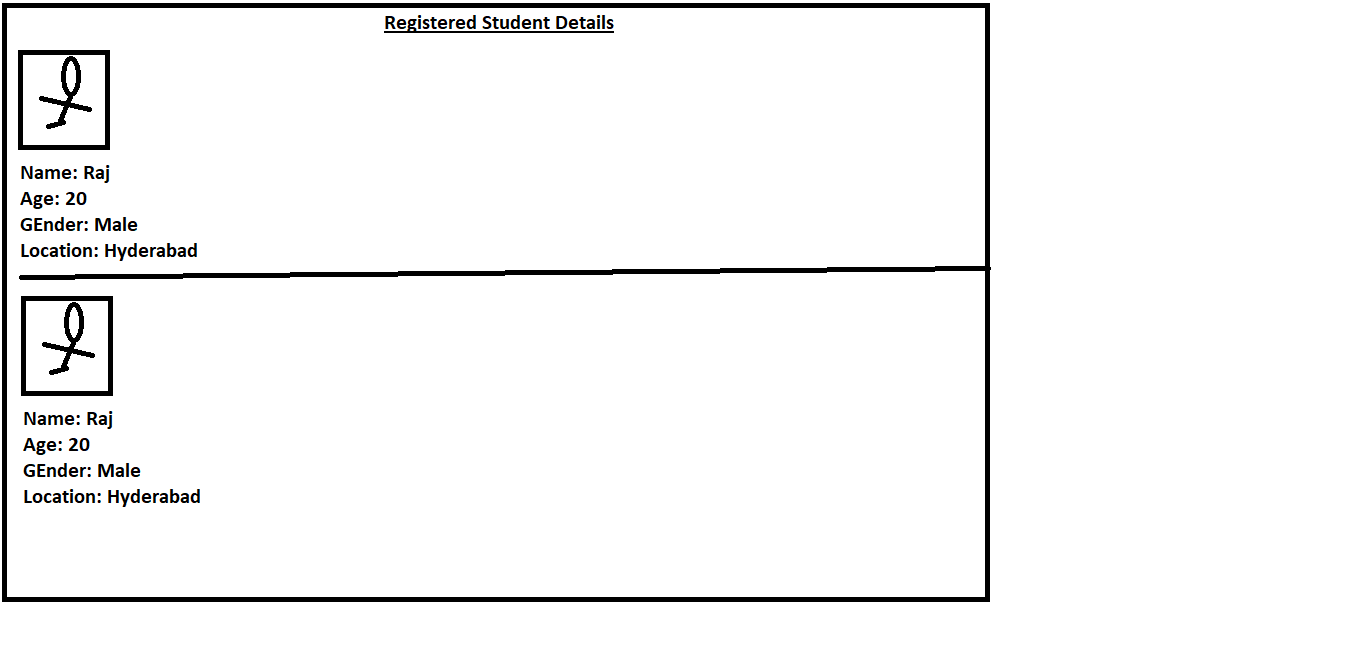 Registered Student Details
Name: Raj
Age: 20
GEnder: Male
Location: Hyderabad
Name: Raj
Age: 20
GEnder: Male
Location: Hyderabad